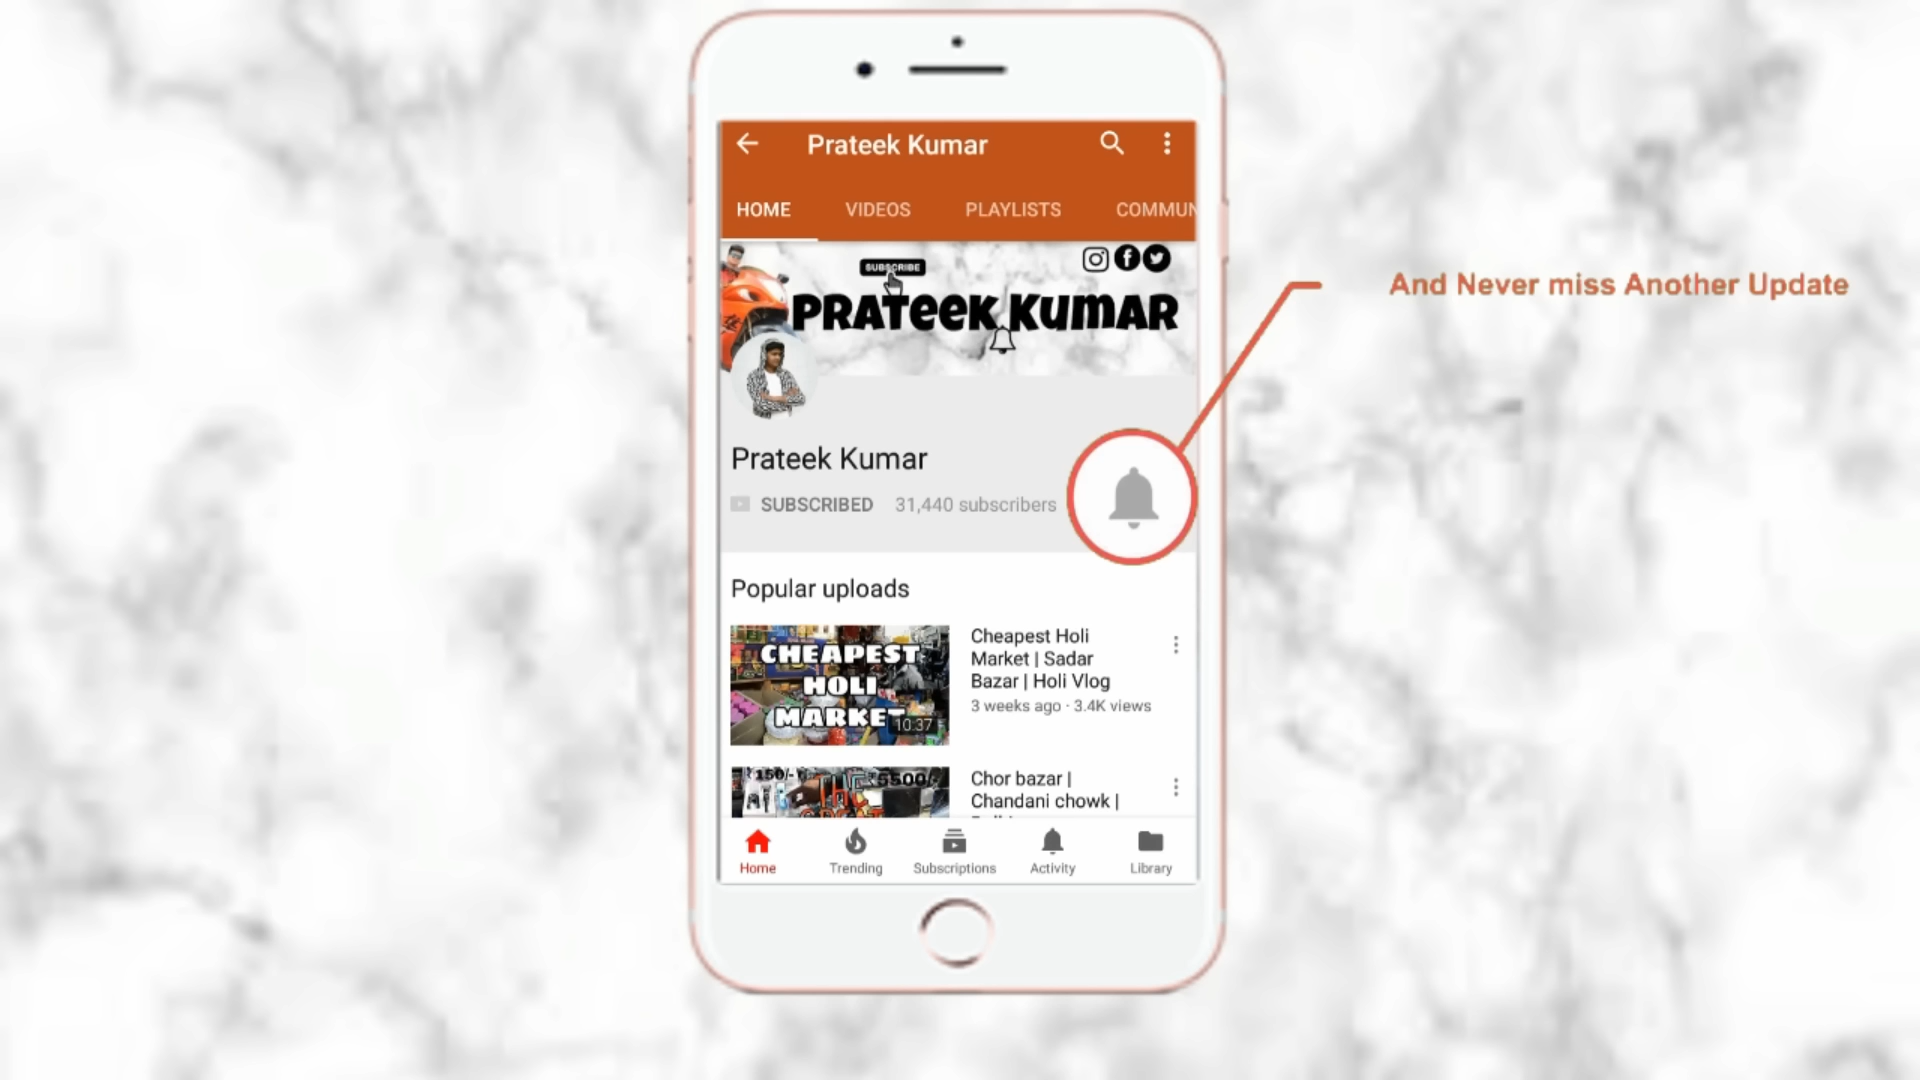 Prateek Kumar
HOME VIDEOS PLAYLISTS COMMUN
SUBSCRIBE
PRATEEK KUMAR
And Never miss Another Update
Prateek Kumar
SUBSCRIBED 31,440 subscribers
Popular uploads
CHEAPEST
HOLI
MARKET
10:37
Cheapest Holi
Market | Sadar
Bazar | Holi Vlog
3 weeks ago · 3.4K views
150/-
5500/-
Chor bazar |
Chandani chowk |
Home Trending Subscriptions Activity Library